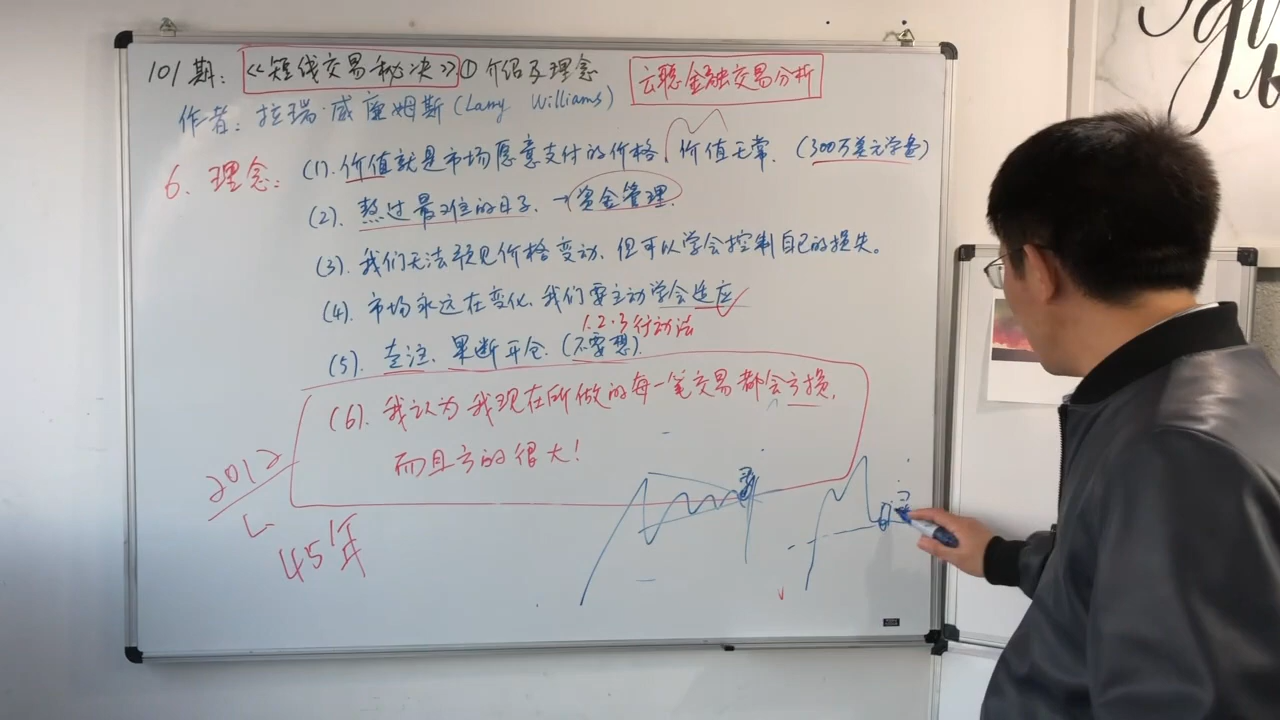 101期:《短线交易秘决》① 介绍及理念 云聪金融交易分析
作者:拉瑞·威廉姆斯(Larry Williams)
6、理念:(1).价值就是市场愿意支付的价格,价值无常.(300万美元学费)
(2).熬过最难的日子.→资金管理.
(3).我们无法预见价格变动.但可以学会控制自己的损失。
(4).市场永远在变化.我们要主动学会适应
1.2.3行动法
(5).专注.果断平仓.(不要想).
(6).我认为我现在所做的每一笔交易都会亏损.
而且亏的很大!
2012
45年